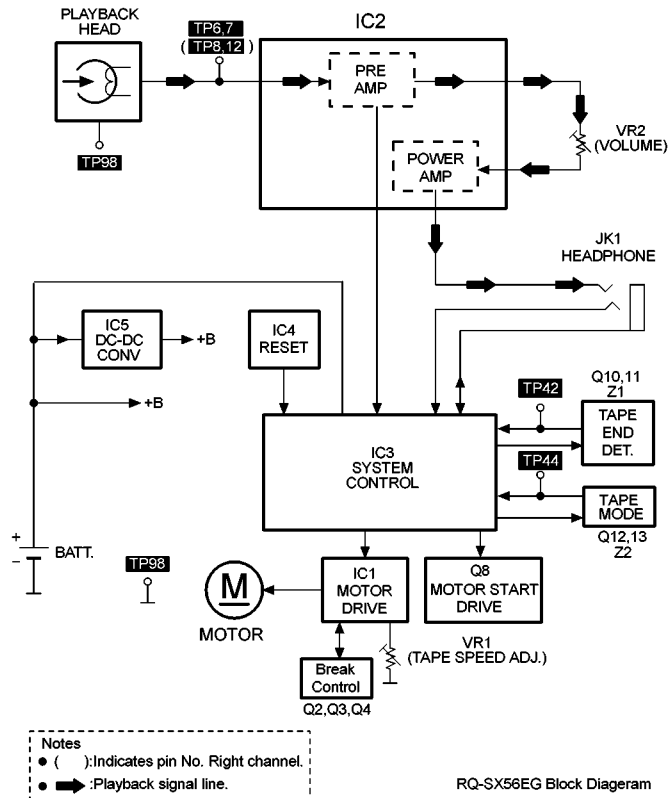 PLAYBACK
HEAD
TP6,7
( TP8,12 )
TP98
IC2
PRE
AMP
POWER
AMP
VR2
(VOLUME)
JK1
HEADPHONE
IC5
DC-DC
CONV
+B
+B
IC4
RESET
IC3
SYSTEM
CONTROL
TP42
Q10,11
Z1
TAPE
END
DET.
TP44
TAPE
MODE
Q12,13
Z2
+
−
BATT.
TP98
M
MOTOR
IC1
MOTOR
DRIVE
Q8
MOTOR START
DRIVE
VR1
(TAPE SPEED ADJ.)
Break
Control
Q2,Q3,Q4
Notes
● ( ):Indicates pin No. Right channel.
● :Playback signal line.
RQ-SX56EG Block Diageram